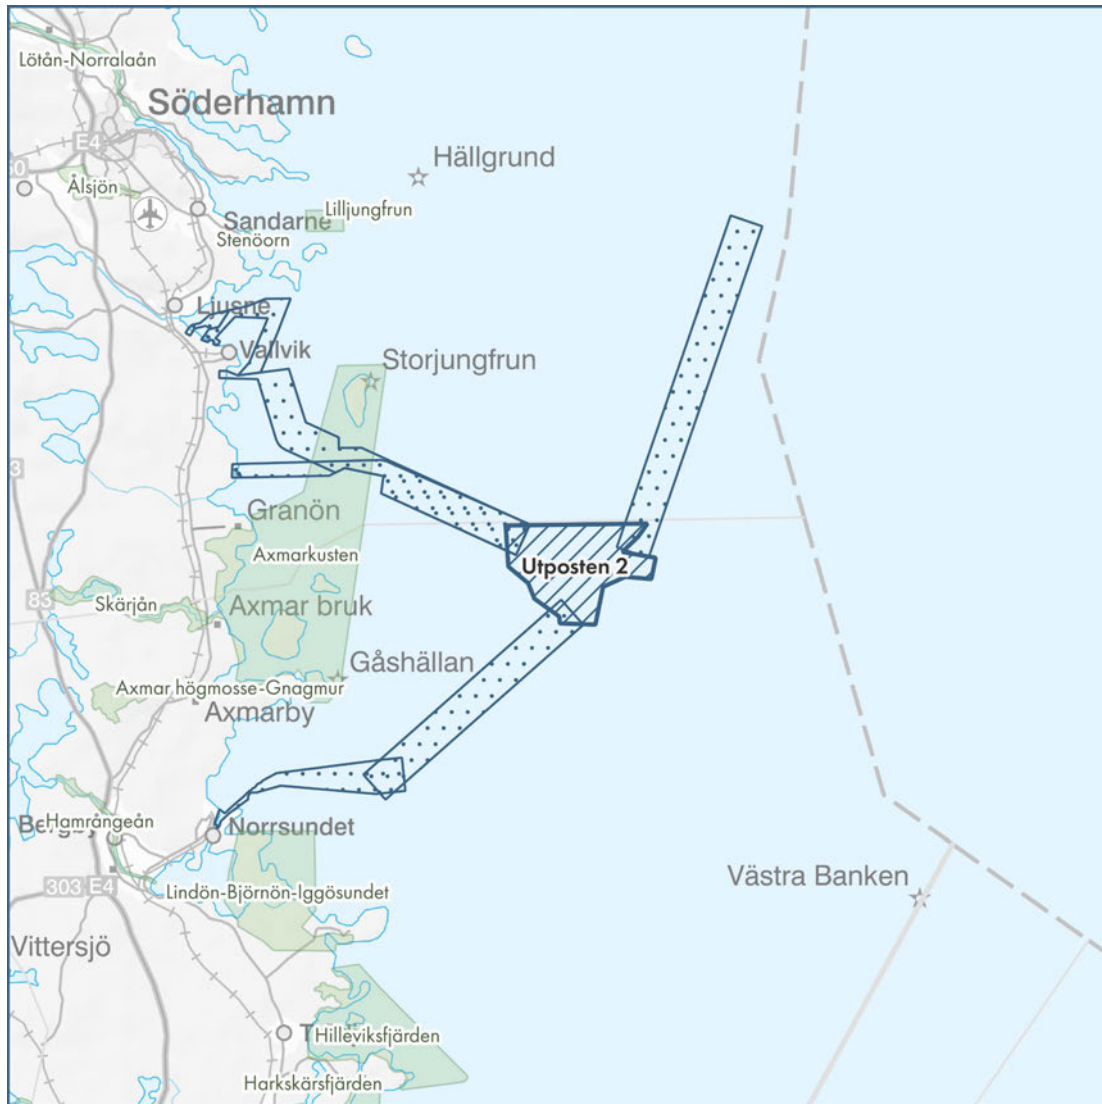 Lötån-Norralaån
Söderhamn
E4
Hällgrund
Ålsjön
Lilljungfrun
Sandarne
Stenöorn
Ljusne
Vallvik
Storjungfrun
Granön
Axmarkusten
Utposten 2
83
Skärjån
Axmar bruk
Gåshällan
Axmar högmosse-Gnagmur
Axmarby
Hamrångeån
Norrsundet
Västra Banken
303 E4
Lindön-Björnön-Iggösundet
Vittersjö
Hilleviksfjärden
Harkskärsfjärden